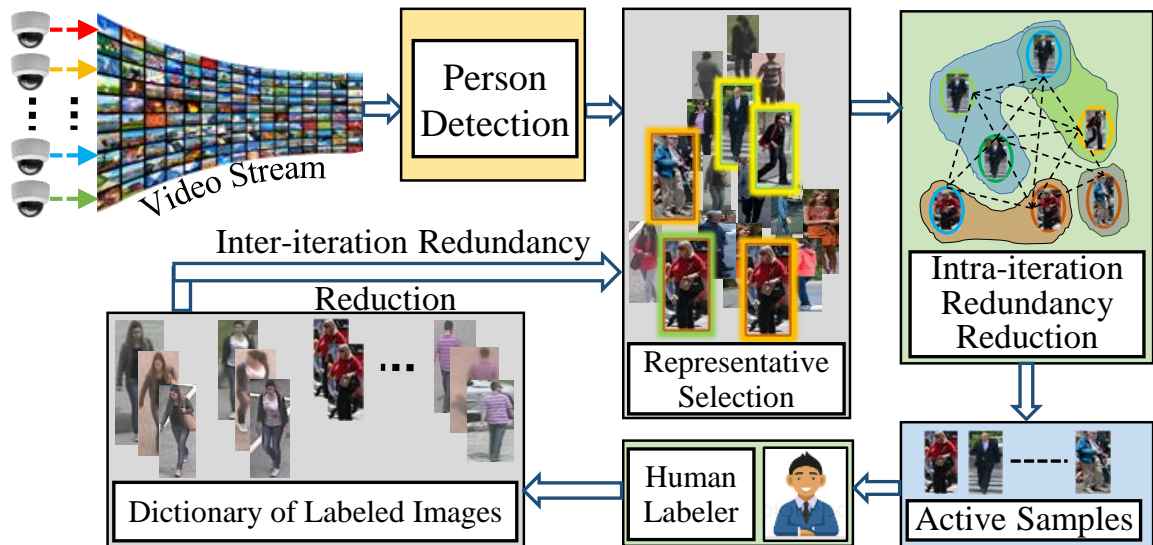 Video Stream
Person
Detection
Representative
Selection
Intra-iteration
Redundancy
Reduction
Active Samples
Human
Labeler
Dictionary of Labeled Images
Inter-iteration Redundancy
Reduction